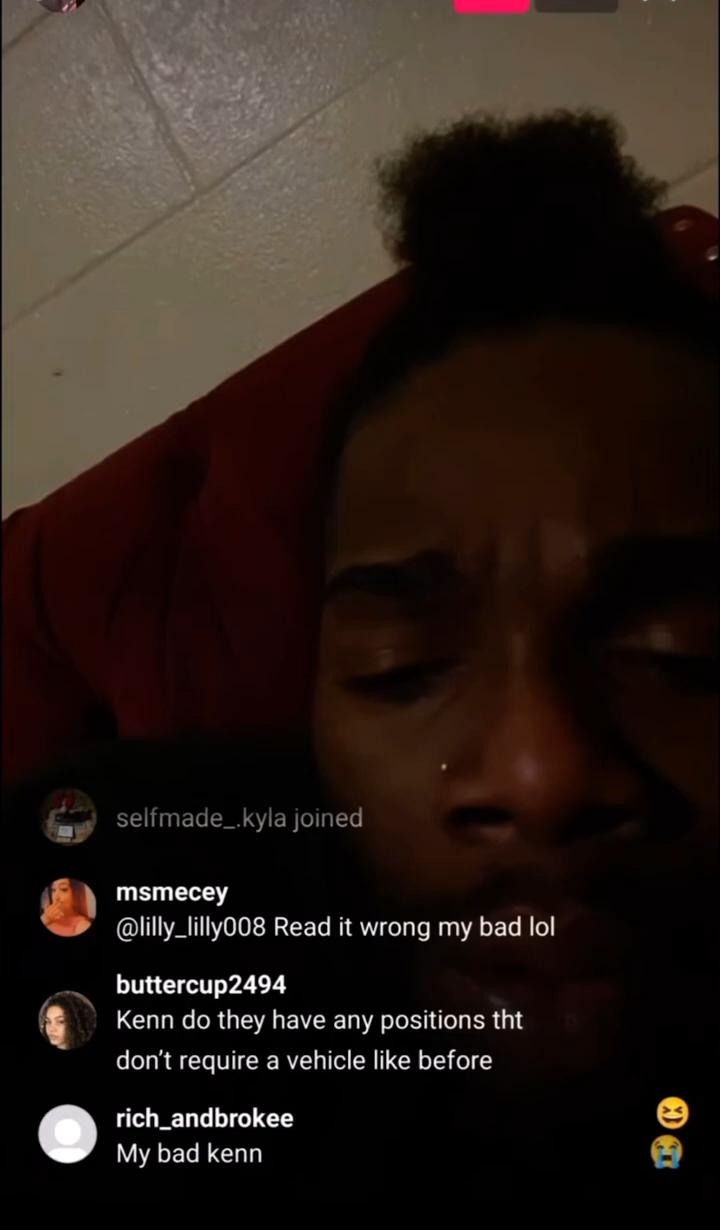 selfmade_.kyla joined
msmecey
@lilly_lilly008 Read it wrong my bad lol
buttercup2494
Kenn do they have any positions tht
don't require a vehicle like before
rich_andbrokee
My bad kenn